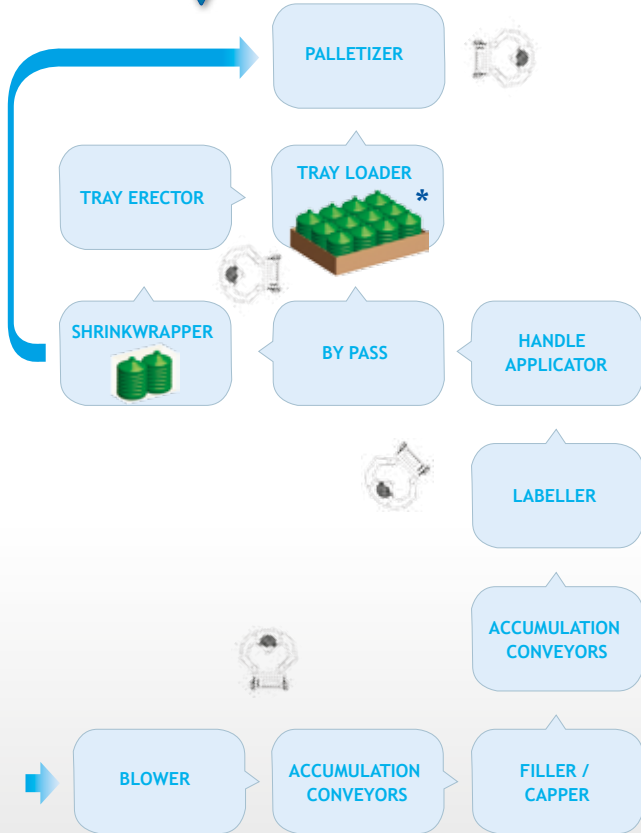 PALLETIZER
TRAY ERECTOR
TRAY LOADER
*
SHRINKWRAPPER
BY PASS
HANDLE
APPLICATOR
LABELLER
ACCUMULATION
CONVEYORS
BLOWER
ACCUMULATION
CONVEYORS
FILLER /
CAPPER